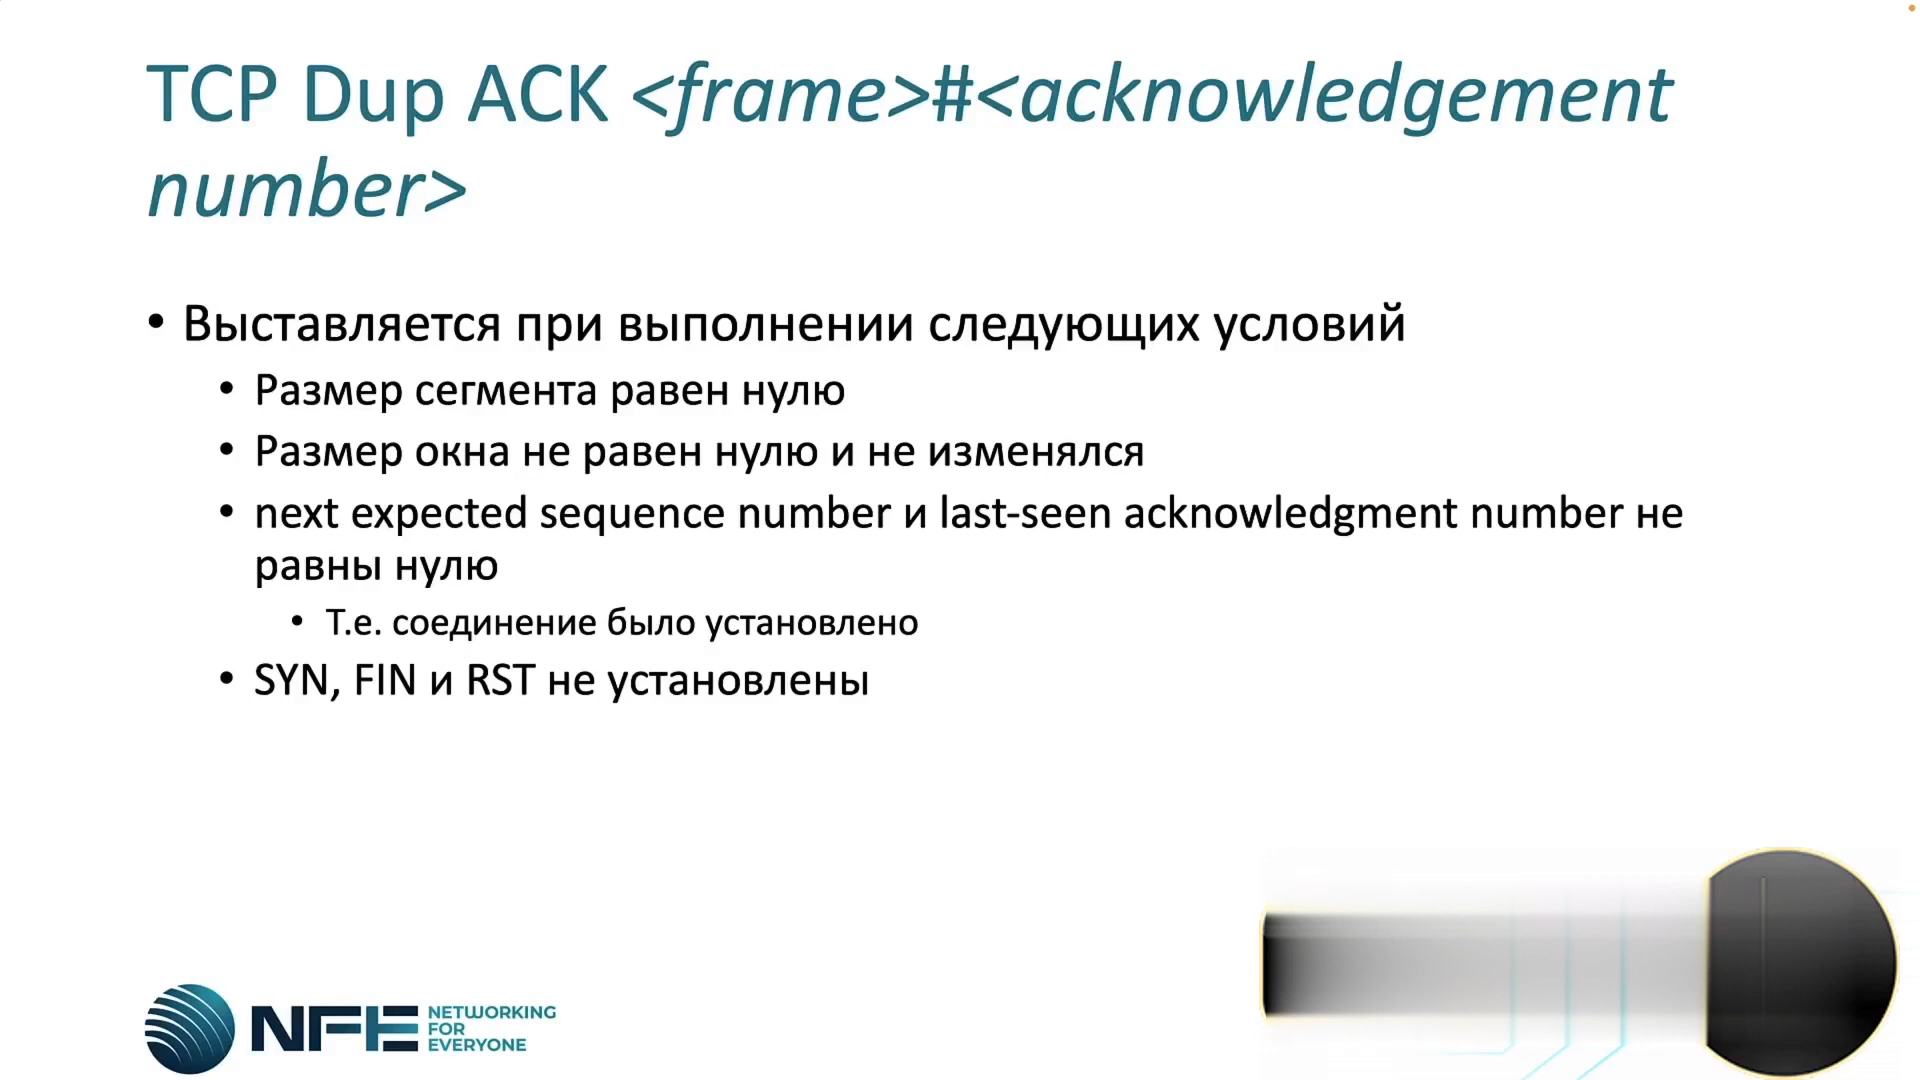 TCP Dup ACK <frame>#<acknowledgement
number>
• Выставляется при выполнении следующих условий
• Размер сегмента равен нулю
• Размер окна не равен нулю и не изменялся
• next expected sequence number и last-seen acknowledgment number не
равны нулю
• Т.е. соединение было установлено
• SYN, FIN и RST не установлены
NFE
NETWORKING
FOR
EVERYONE